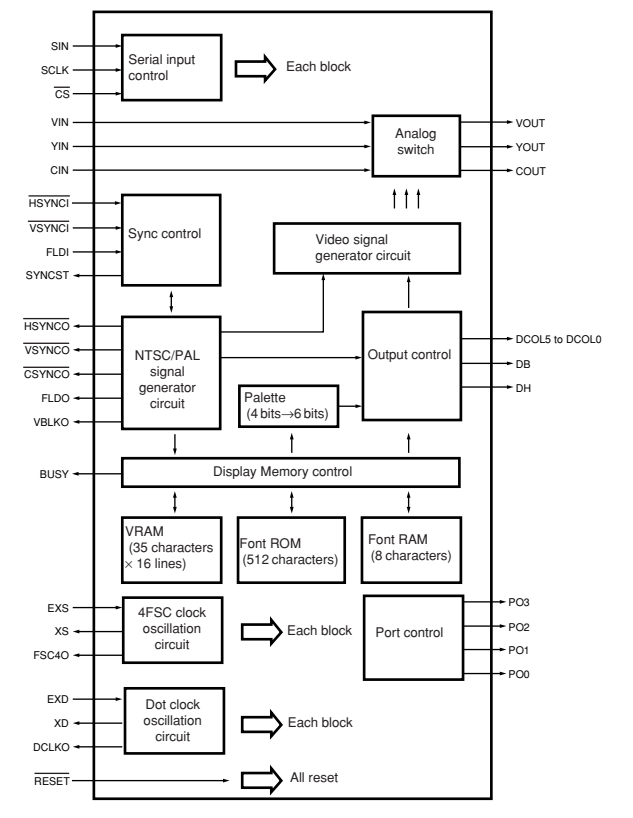 SIN
SCLK
CS
Serial input
control
Each block
VIN
YIN
CIN
Analog
switch
VOUT
YOUT
COUT
HSYNCI
VSYNCI
FLDI
SYNCST
Sync control
Video signal
generator circuit
HSYNCO
VSYNCO
CSYNCO
FLDO
VBLKO
NTSC/PAL
signal
generator
circuit
Output control
DCOL5 to DCOL0
DB
DH
Palette
(4 bits→6 bits)
BUSY
Display Memory control
VRAM
(35 characters
× 16 lines)
Font ROM
(512 characters)
Font RAM
(8 characters)
EXS
XS
FSC4O
4FSC clock
oscillation
circuit
Each block
Port control
PO3
PO2
PO1
PO0
EXD
XD
DCLKO
Dot clock
oscillation
circuit
Each block
RESET
All reset